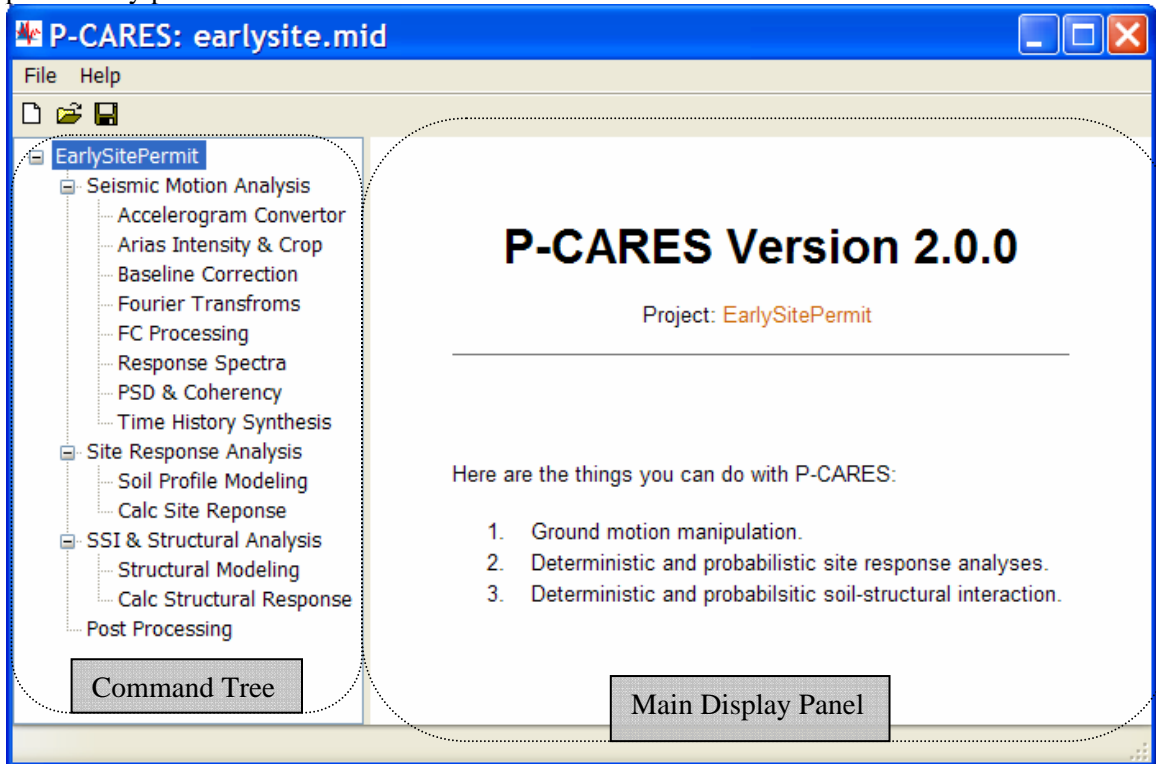 P-CARES: earlysite.mid
File Help
EarlySitePermit
Seismic Motion Analysis
Accelerogram Convertor
Arias Intensity & Crop
Baseline Correction
Fourier Transfroms
FC Processing
Response Spectra
PSD & Coherency
Time History Synthesis
Site Response Analysis
Soil Profile Modeling
Calc Site Reponse
SSI & Structural Analysis
Structural Modeling
Calc Structural Response
Post Processing
Command Tree
P-CARES Version 2.0.0
Project: EarlySitePermit
Here are the things you can do with P-CARES:
1. Ground motion manipulation.
2. Deterministic and probabilistic site response analyses.
3. Deterministic and probabilsitic soil-structural interaction.
Main Display Panel